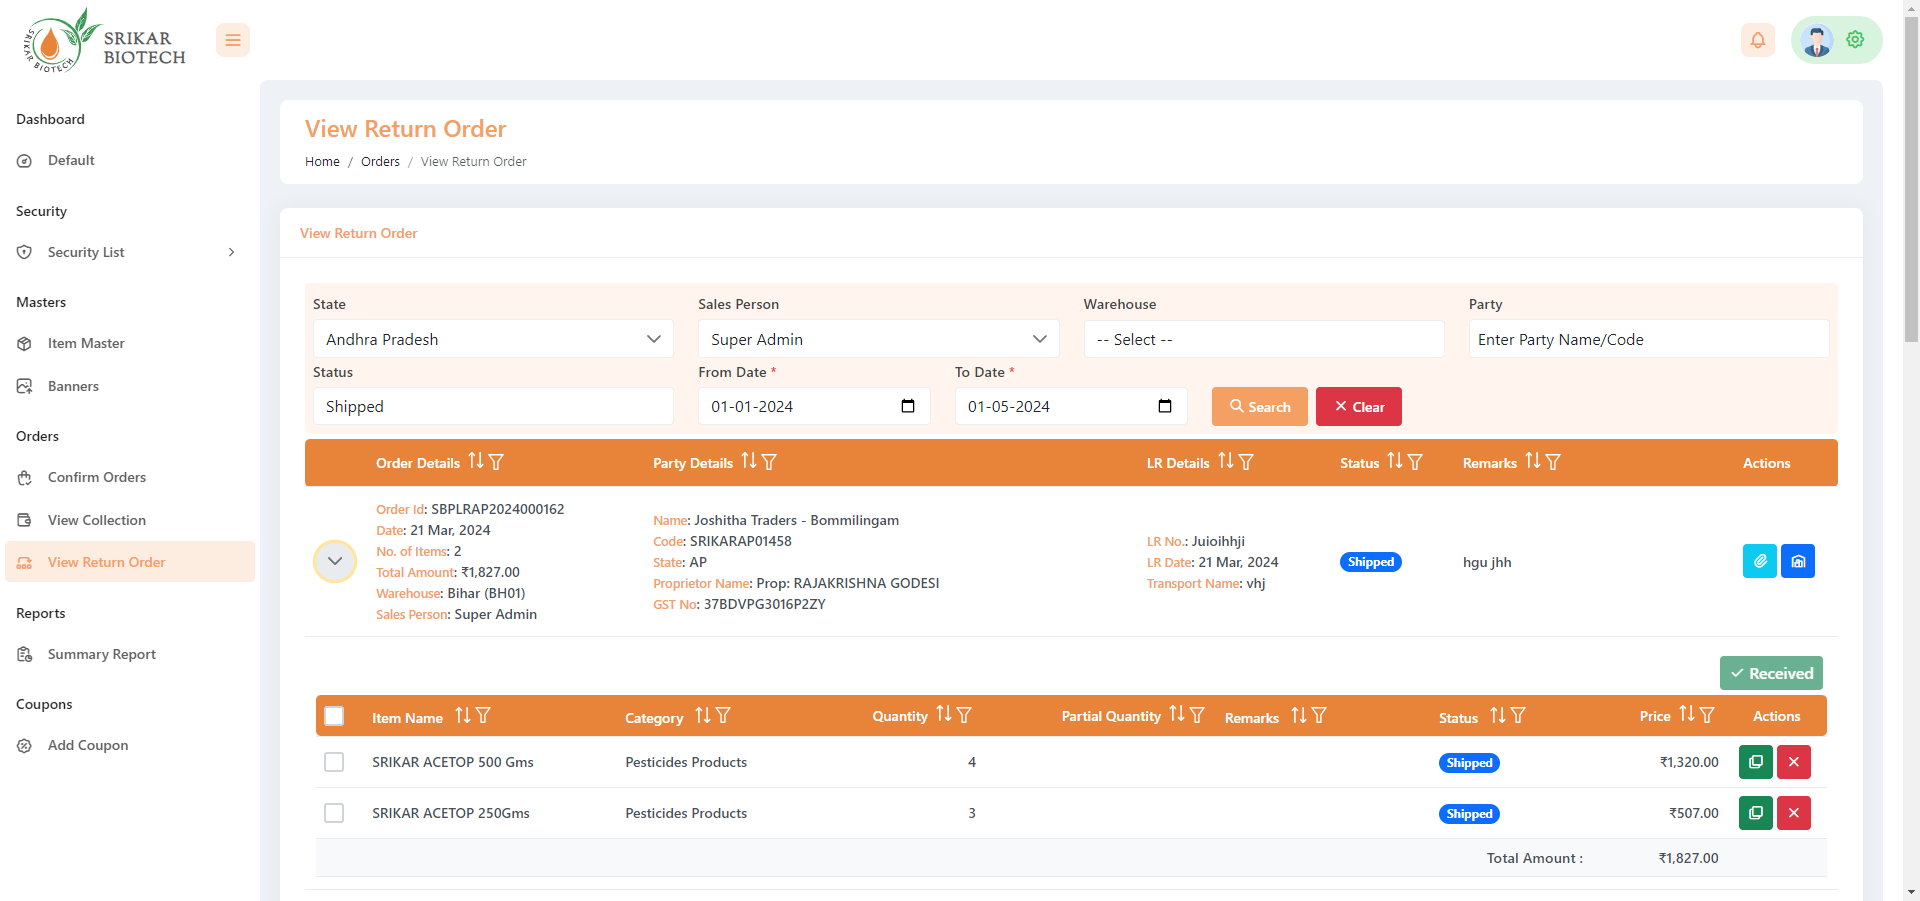 SRIKAR BIOTECH
SRIKAR
BIOTECH
Dashboard
Default
Security
Security List
Masters
Item Master
Banners
Orders
Confirm Orders
View Collection
View Return Order
Reports
Summary Report
Coupons
Add Coupon
View Return Order
Home / Orders / View Return Order
View Return Order
State
Sales Person
Warehouse
Party
Andhra Pradesh
Super Admin
-- Select --
Enter Party Name/Code
Status
From Date *
To Date *
Shipped
01-01-2024
01-05-2024
Search
Clear
Order Details
Party Details
LR Details
Status
Remarks
Actions
Order Id: SBPLRAP2024000162
Date: 21 Mar, 2024
No. of Items: 2
Total Amount: ₹1,827.00
Warehouse: Bihar (BH01)
Sales Person: Super Admin
Name: Joshitha Traders - Bommilingam
Code: SRIKARAP01458
State: AP
Proprietor Name: Prop: RAJAKRISHNA GODESI
GST No: 37BDVPG3016P2ZY
LR No.: Juioihhji
LR Date: 21 Mar, 2024
Transport Name: vhj
Shipped
hgu jhh
Received
Item Name
Category
Quantity
Partial Quantity
Remarks
Status
Price
Actions
SRIKAR ACETOP 500 Gms
Pesticides Products
4
Shipped
₹1,320.00
SRIKAR ACETOP 250Gms
Pesticides Products
3
Shipped
₹507.00
Total Amount :
₹1,827.00